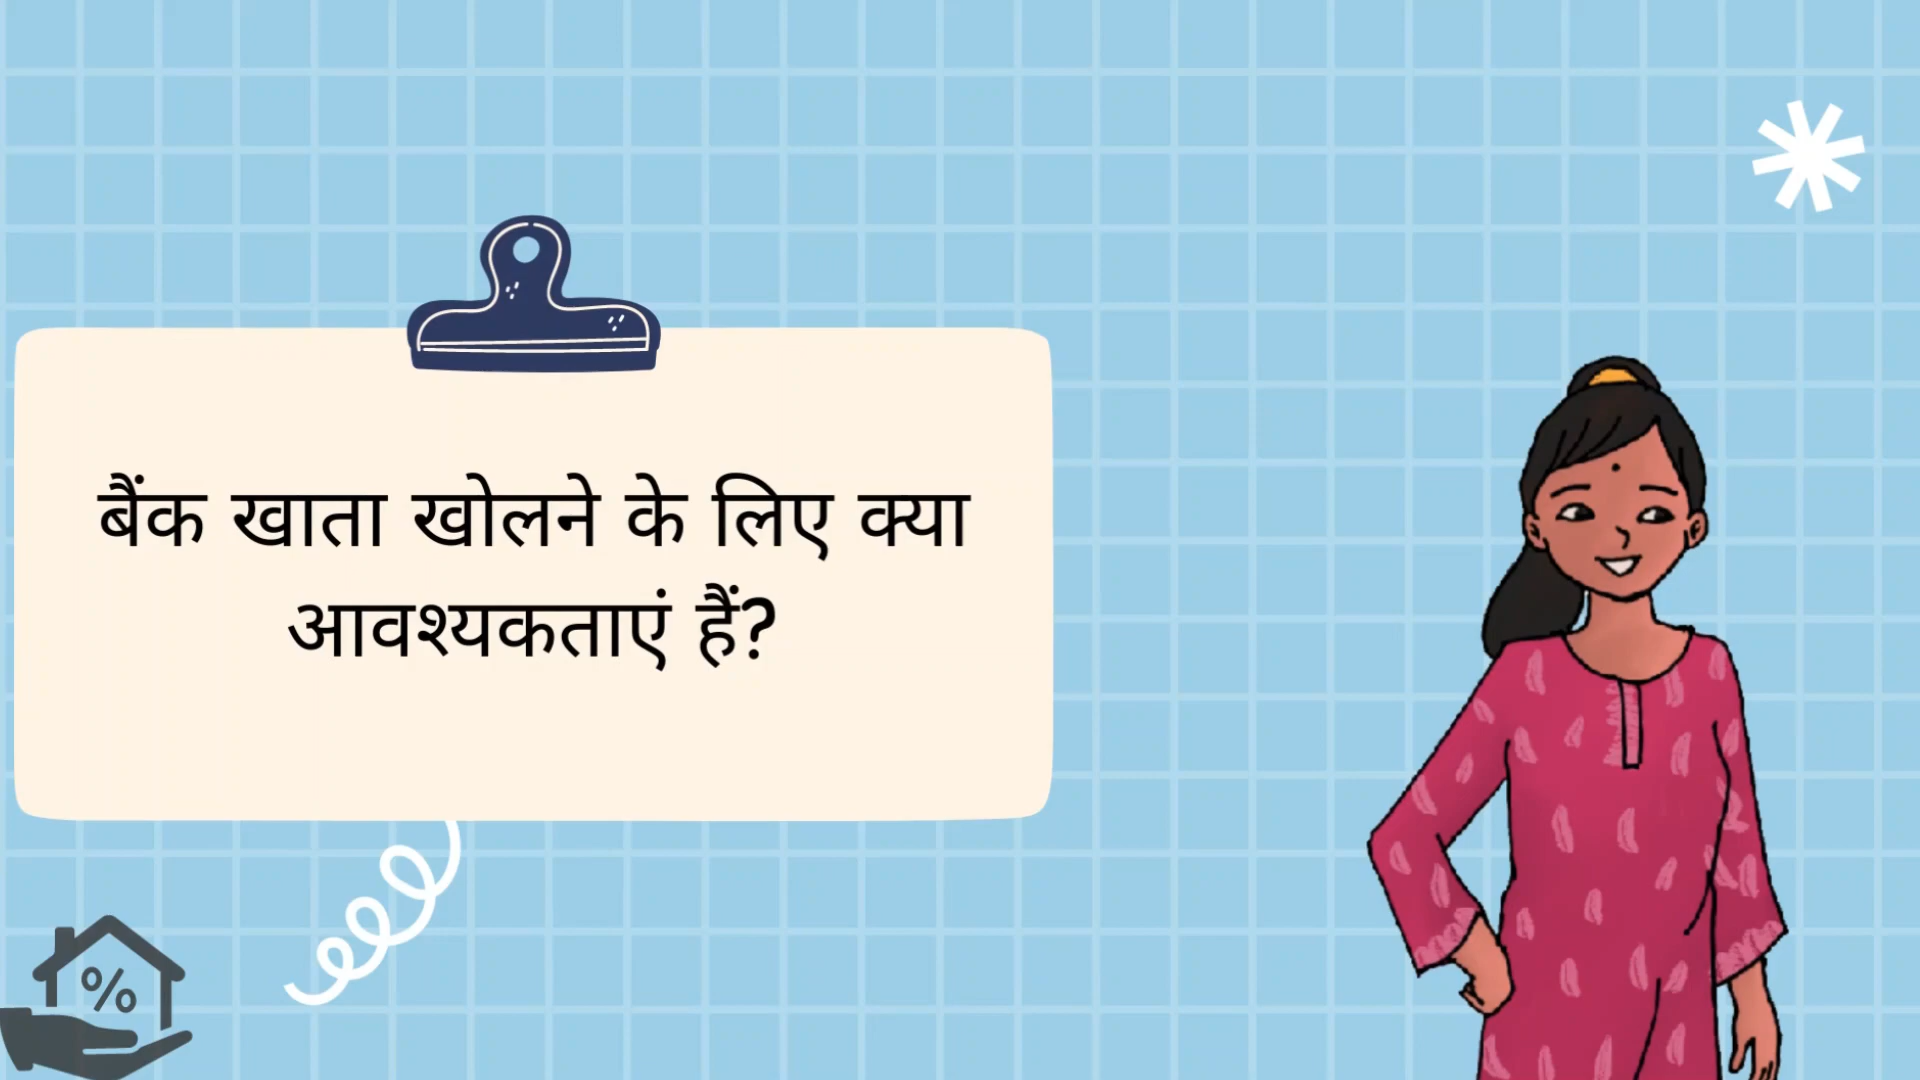 बैंक खाता खोलने के लिए क्या
आवश्यकताएं हैं?
%